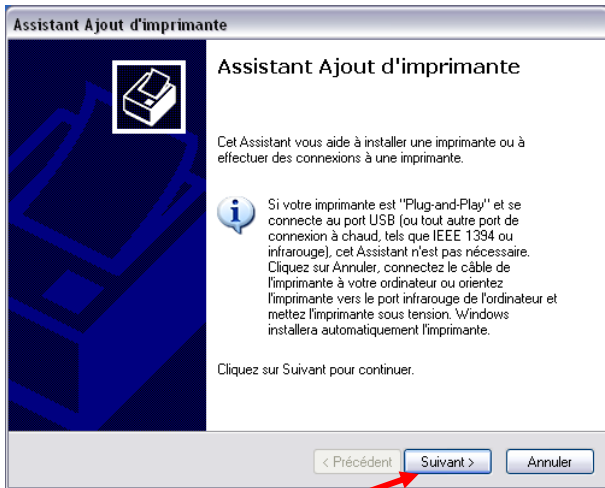 Assistant Ajout d'imprimante
Assistant Ajout d'imprimante
Cet Assistant vous aide à installer une imprimante ou à
effectuer des connexions à une imprimante.
Si votre imprimante est "Plug-and-Play" et se
connecte au port USB (ou tout autre port de
connexion à chaud, tels que IEEE 1394 ou
infrarouge), cet Assistant n'est pas nécessaire.
Cliquez sur Annuler, connectez le câble de
l'imprimante à votre ordinateur ou orientez
l'imprimante vers le port infrarouge de l'ordinateur et
mettez l'imprimante sous tension. Windows
installera automatiquement l'imprimante.
Cliquez sur Suivant pour continuer.
< Précédent Suivant > Annuler